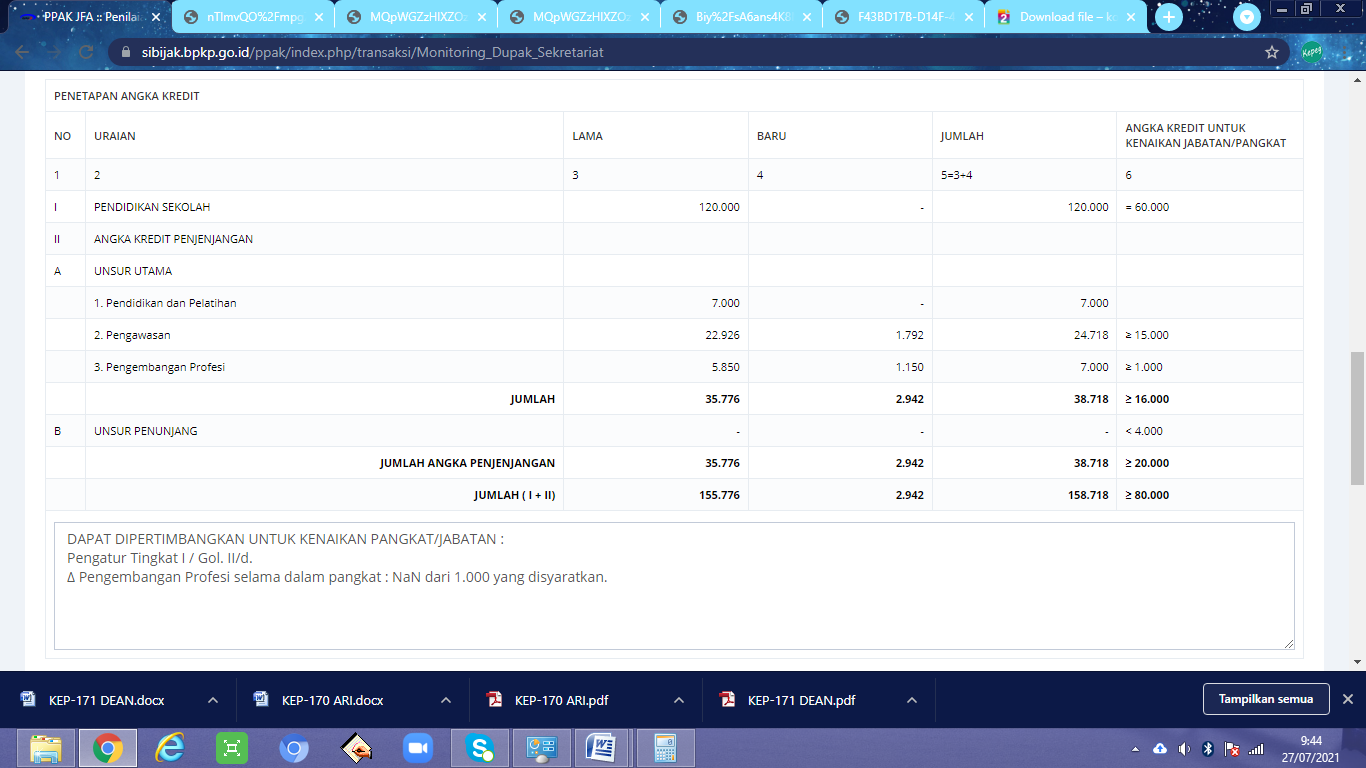 PPAK JFA :: Penilai
nTlmvQO%2Fmpg
MQpWGZzHIXZO
MQpWGZzHIXZO
Biy%2FsA6ans4KB
F43BD17B-D14F-4
Download file – k
sibijak.bpkp.go.id/ppak/index.php/transaksi/Monitoring_Dupak_Sekretariat
Kepeg
PENETAPAN ANGKA KREDIT
NO URAIAN LAMA BARU JUMLAH ANGKA KREDIT UNTUK
KENAIKAN JABATAN/PANGKAT
1 2 3 4 5=3+4 6
I PENDIDIKAN SEKOLAH 120.000 - 120.000 = 60.000
II ANGKA KREDIT PENJENJANGAN
A UNSUR UTAMA
1. Pendidikan dan Pelatihan 7.000 - 7.000
2. Pengawasan 22.926 1.792 24.718 ≥ 15.000
3. Pengembangan Profesi 5.850 1.150 7.000 ≥ 1.000
JUMLAH 35.776 2.942 38.718 ≥ 16.000
B UNSUR PENUNJANG - - - < 4.000
JUMLAH ANGKA PENJENJANGAN 35.776 2.942 38.718 ≥ 20.000
JUMLAH ( I + II) 155.776 2.942 158.718 ≥ 80.000
DAPAT DIPERTIMBANGKAN UNTUK KENAIKAN PANGKAT/JABATAN :
Pengatur Tingkat I / Gol. II/d.
Δ Pengembangan Profesi selama dalam pangkat : NaN dari 1.000 yang disyaratkan.
KEP-171 DEAN.docx
KEP-170 ARI.docx
KEP-170 ARI.pdf
KEP-171 DEAN.pdf
Tampilkan semua
9:44
27/07/2021